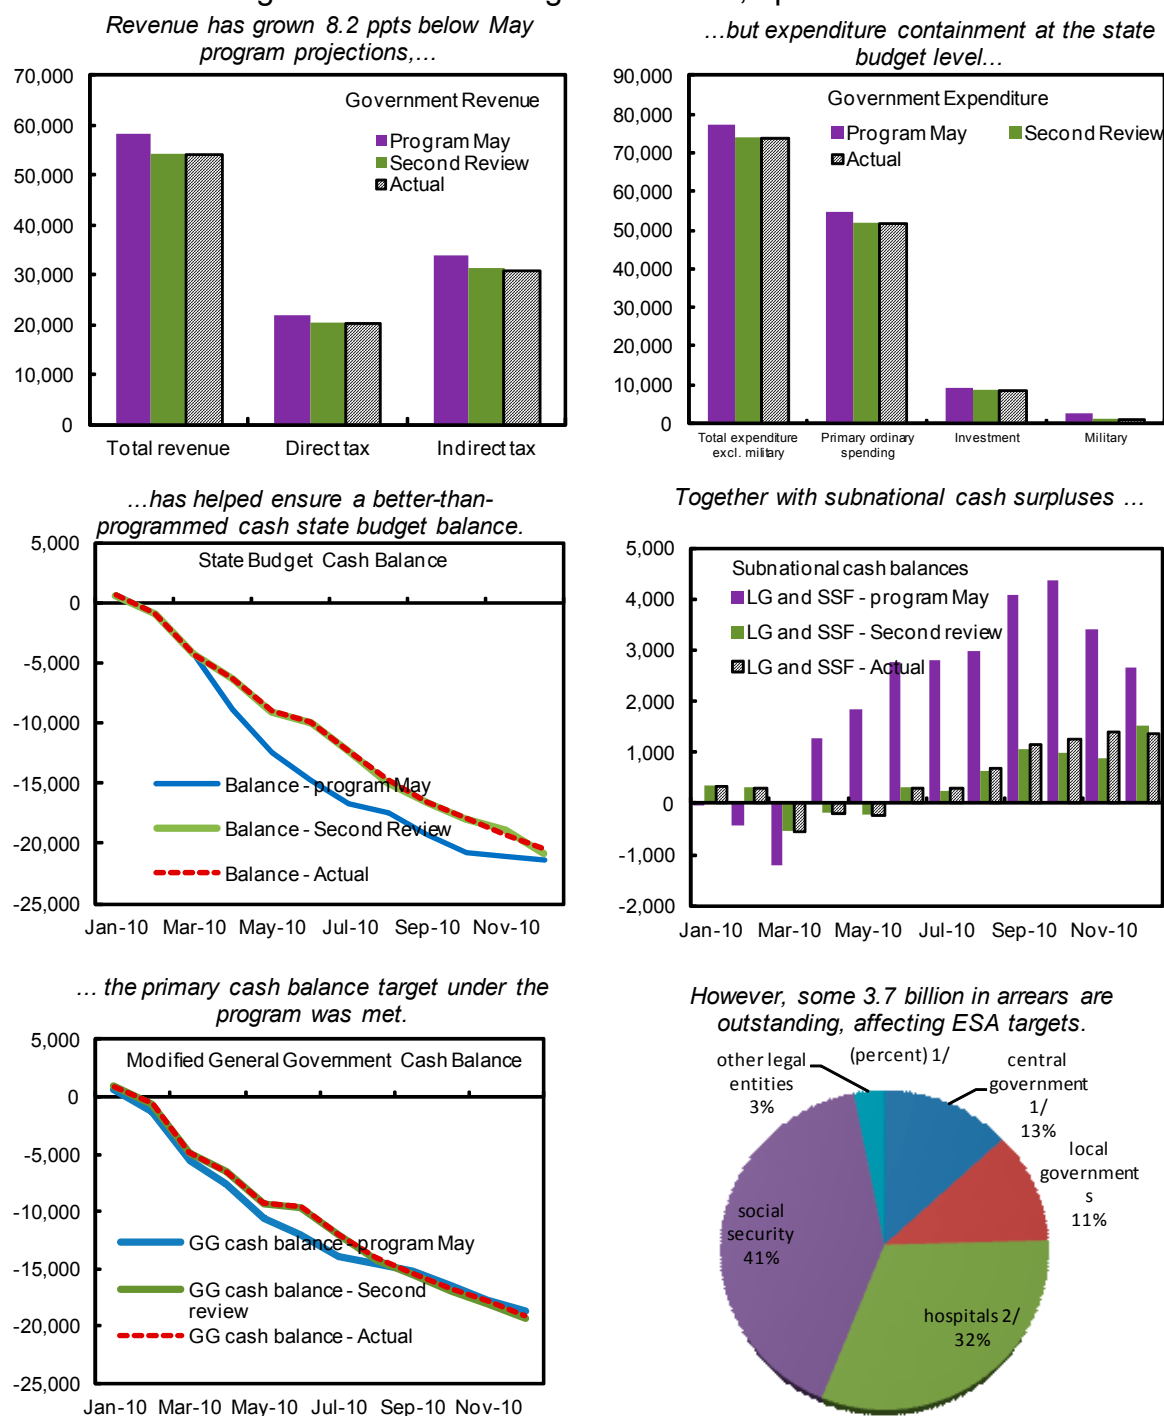 Revenue has grown 8.2 ppts below May
program projections,…
Government Revenue
Program May
Second Review
Actual
70,000
60,000
50,000
40,000
30,000
20,000
10,000
0
Total revenue
Direct tax
Indirect tax
…but expenditure containment at the state
budget level…
Government Expenditure
Program May
Second Review
Actual
90,000
80,000
70,000
60,000
50,000
40,000
30,000
20,000
10,000
0
Total expenditure
excl. military
Primary ordinary
spending
Investment
Military
…has helped ensure a better-than-
programmed cash state budget balance.
State Budget Cash Balance
5,000
0
-5,000
-10,000
-15,000
-20,000
-25,000
Balance - program May
Balance - Second Review
Balance - Actual
Jan-10 Mar-10 May-10 Jul-10 Sep-10 Nov-10
Together with subnational cash surpluses …
Subnational cash balances
LG and SSF - program May
LG and SSF - Second review
LG and SSF - Actual
5,000
4,000
3,000
2,000
1,000
0
-1,000
-2,000
Jan-10 Mar-10 May-10 Jul-10 Sep-10 Nov-10
… the primary cash balance target under the
program was met.
Modified General Government Cash Balance
5,000
0
-5,000
-10,000
-15,000
-20,000
-25,000
GG cash balance - program May
GG cash balance - Second
review
GG cash balance - Actual
Jan-10 Mar-10 May-10 Jul-10 Sep-10 Nov-10
However, some 3.7 billion in arrears are
outstanding, affecting ESA targets.
(percent) 1/
other legal
entities
3%
central
government
1/
13%
local
government
s
11%
social
security
41%
hospitals 2/
32%